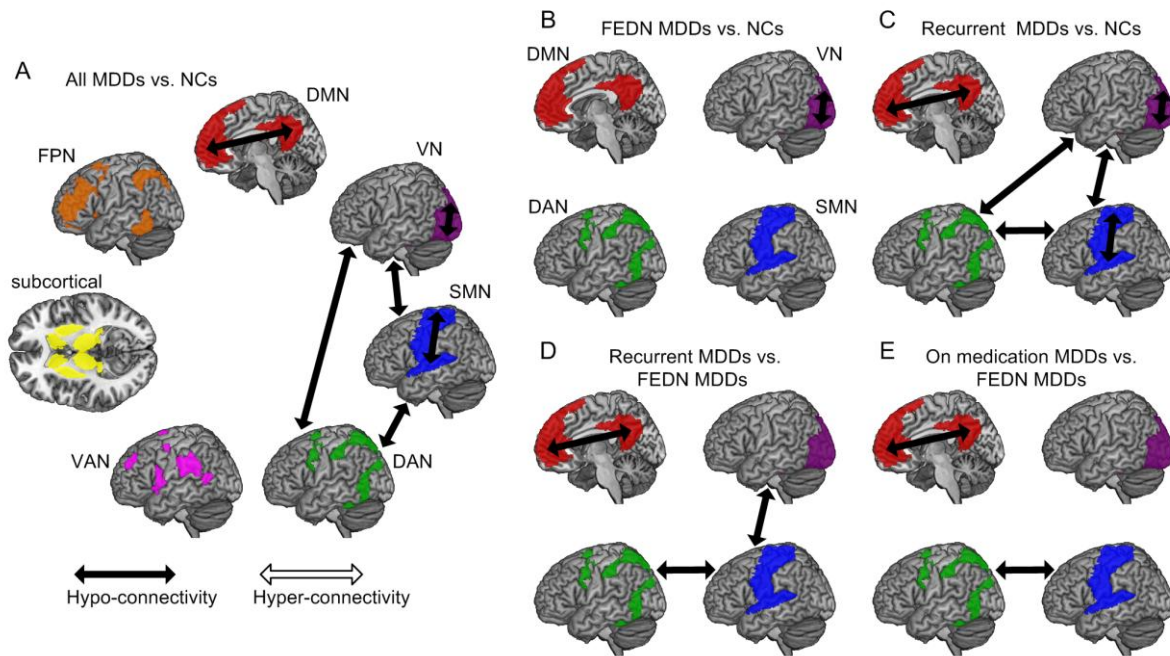 A
All MDDs vs. NCs
DMN
FPN
VN
subcortical
SMN
VAN
DAN
Hypo-connectivity
Hyper-connectivity
B
FEDN MDDs vs. NCs
DMN
VN
DAN
SMN
C
Recurrent MDDs vs. NCs
D
Recurrent MDDs vs.
FEDN MDDs
E
On medication MDDs vs.
FEDN MDDs